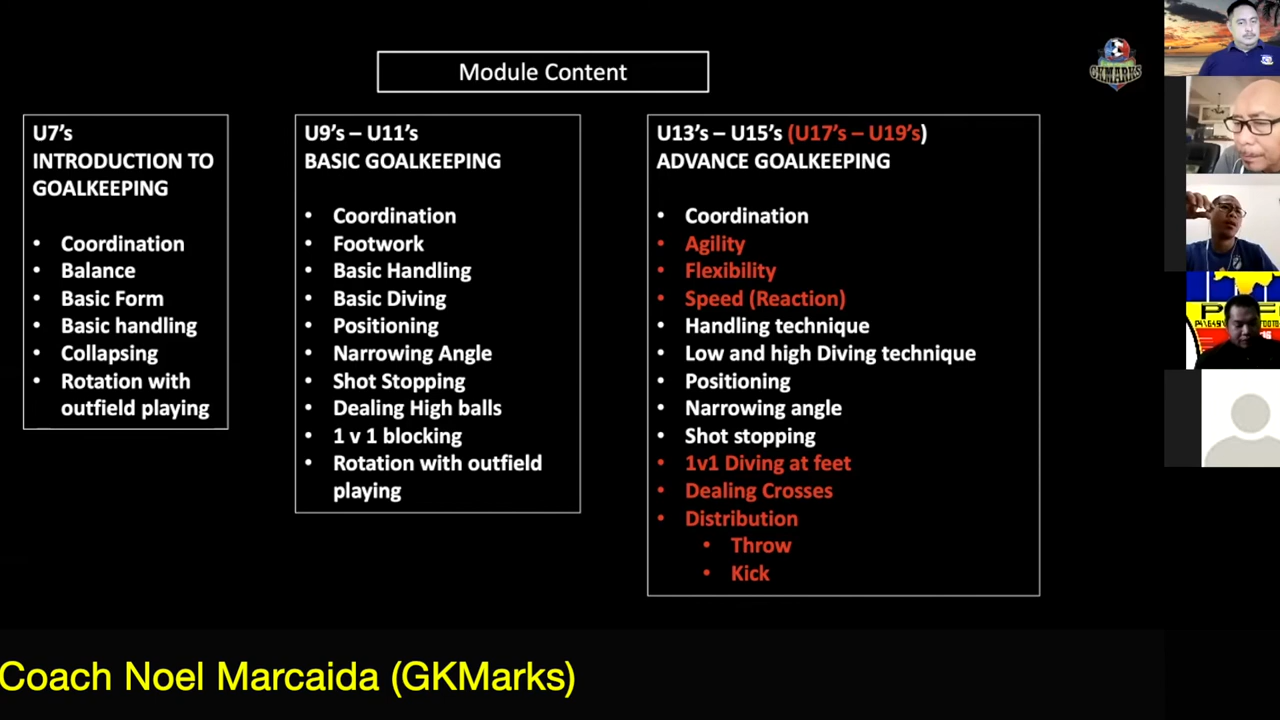 Module Content
GKMARKS
U7’s
INTRODUCTION TO
GOALKEEPING
• Coordination
• Balance
• Basic Form
• Basic handling
• Collapsing
• Rotation with
outfield playing
U9’s – U11’s
BASIC GOALKEEPING
• Coordination
• Footwork
• Basic Handling
• Basic Diving
• Positioning
• Narrowing Angle
• Shot Stopping
• Dealing High balls
• 1 v 1 blocking
• Rotation with outfield
playing
U13’s – U15’s (U17’s – U19’s)
ADVANCE GOALKEEPING
• Coordination
• Agility
• Flexibility
• Speed (Reaction)
• Handling technique
• Low and high Diving technique
• Positioning
• Narrowing angle
• Shot stopping
• 1v1 Diving at feet
• Dealing Crosses
• Distribution
• Throw
• Kick
Coach Noel Marcaida (GKMarks)